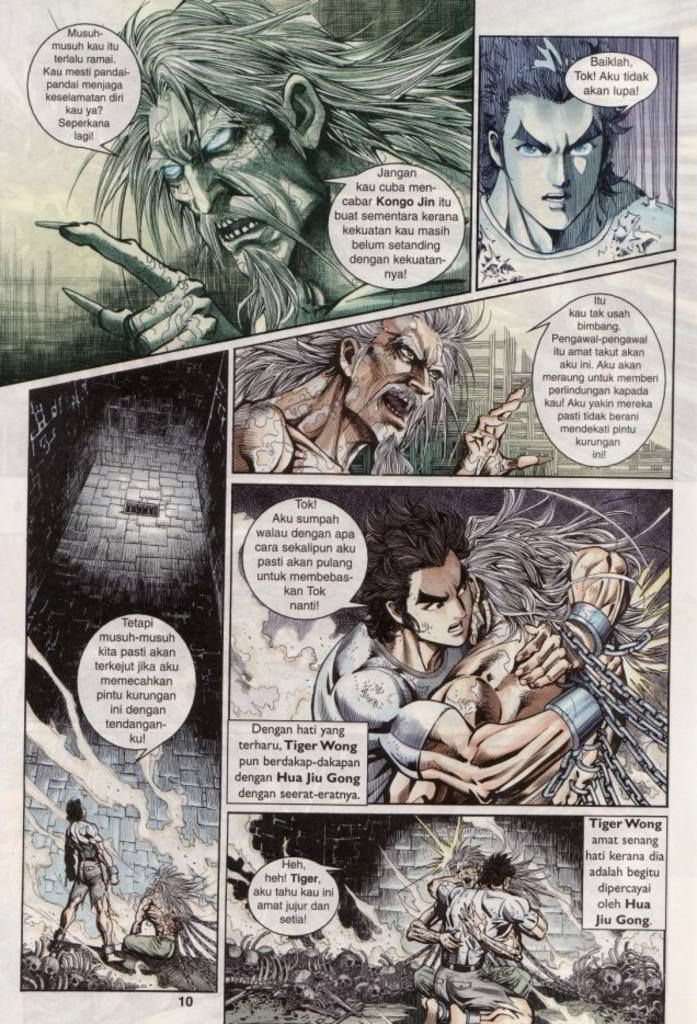 Musuh-
musuh kau itu
terlalu ramai.
Kau mesti pandai-
pandai menjaga
keselamatan diri
kau ya?
Seperkana
lagi!
Jangan
kau cuba men-
cabar Kongo Jin itu
buat sementara kerana
kekuatan kau masih
belum setanding
dengan kekuatan-
nya!
Baiklah,
Tok! Aku tidak
akan lupa!
Itu
kau tak usah
bimbang.
Pengawal-pengawal
itu amat takut akan
aku ini. Aku akan
meraung untuk memberi
perlindungan kapada
kau! Aku yakin mereka
pasti tidak berani
mendekati pintu
kurungan
ini!
Tetapi
musuh-musuh
kita pasti akan
terkejut jika aku
memecahkan
pintu kurungan
ini dengan
tendangan-
ku!
Tok!
Aku sumpah
walau dengan apa
cara sekalipun aku
pasti akan pulang
untuk membebas-
kan Tok
nanti!
Dengan hati yang
terharu, Tiger Wong
pun berdakap-dakapan
dengan Hua Jiu Gong
dengan seerat-eratnya.
Heh,
heh! Tiger,
aku tahu kau ini
amat jujur dan
setia!
Tiger Wong
amat senang
hati kerana dia
adalah begitu
dipercayai
oleh Hua
Jiu Gong.
10